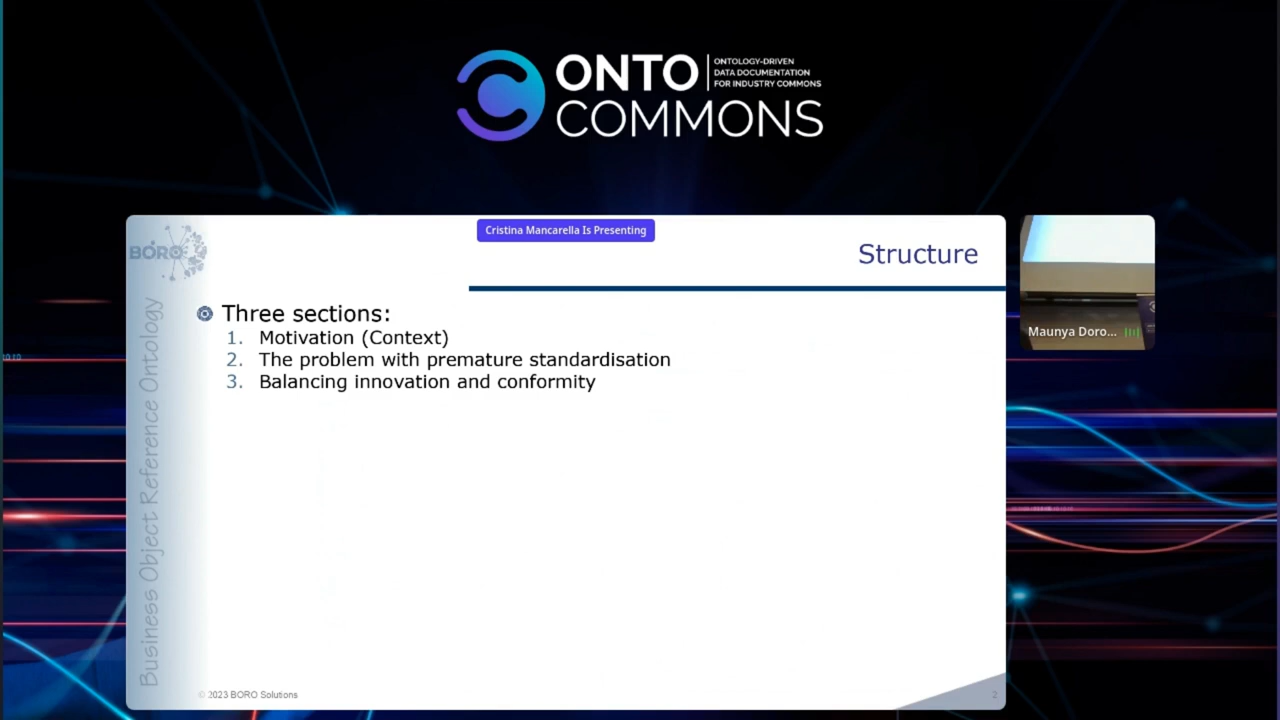 ONTO
COMMONS
ONTOLOGY-DRIVEN
DATA DOCUMENTATION
FOR INDUSTRY COMMONS
Cristina Mancarella Is Presenting
BORO
Structure
Three sections:
1. Motivation (Context)
2. The problem with premature standardisation
3. Balancing innovation and conformity
Business Object Reference Ontology
© 2023 BORO Solutions
2
Maunya Doro...